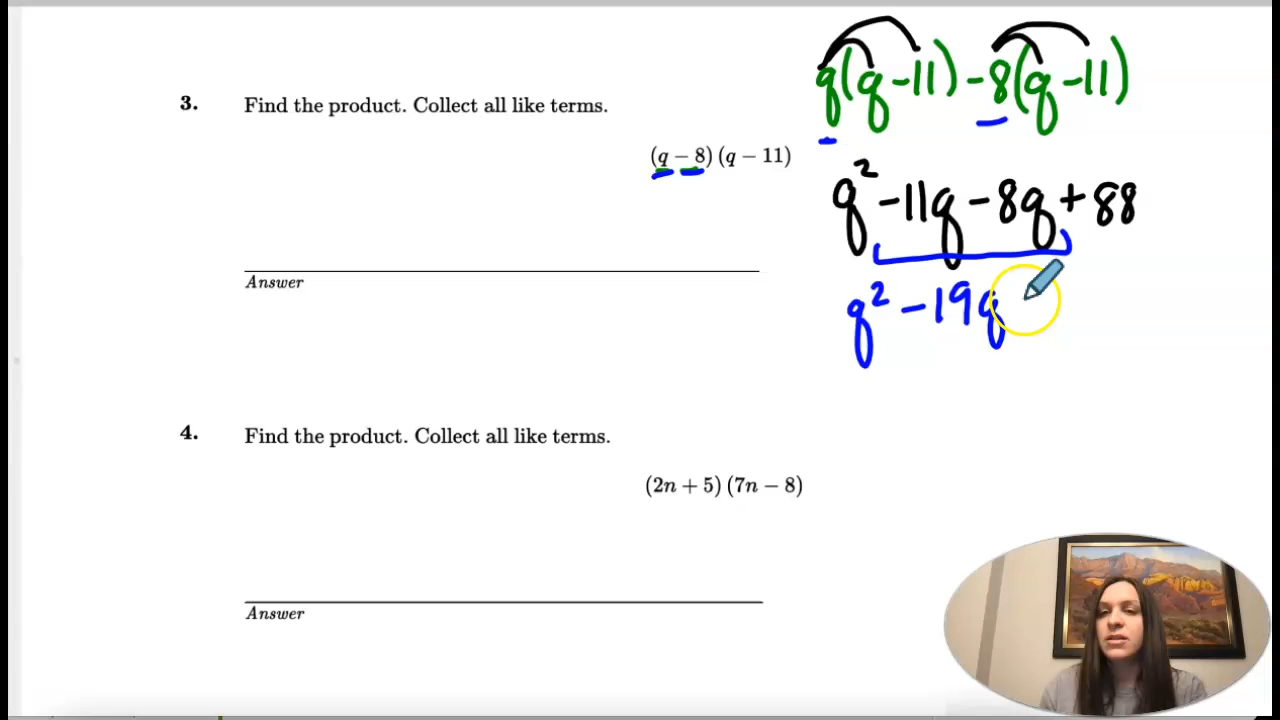 q(q-11)-8(q-11)
3. Find the product. Collect all like terms.
(q − 8) (q − 11)
q²-11q-8q+88
Answer
q²-19q
4. Find the product. Collect all like terms.
(2n + 5) (7n − 8)
Answer